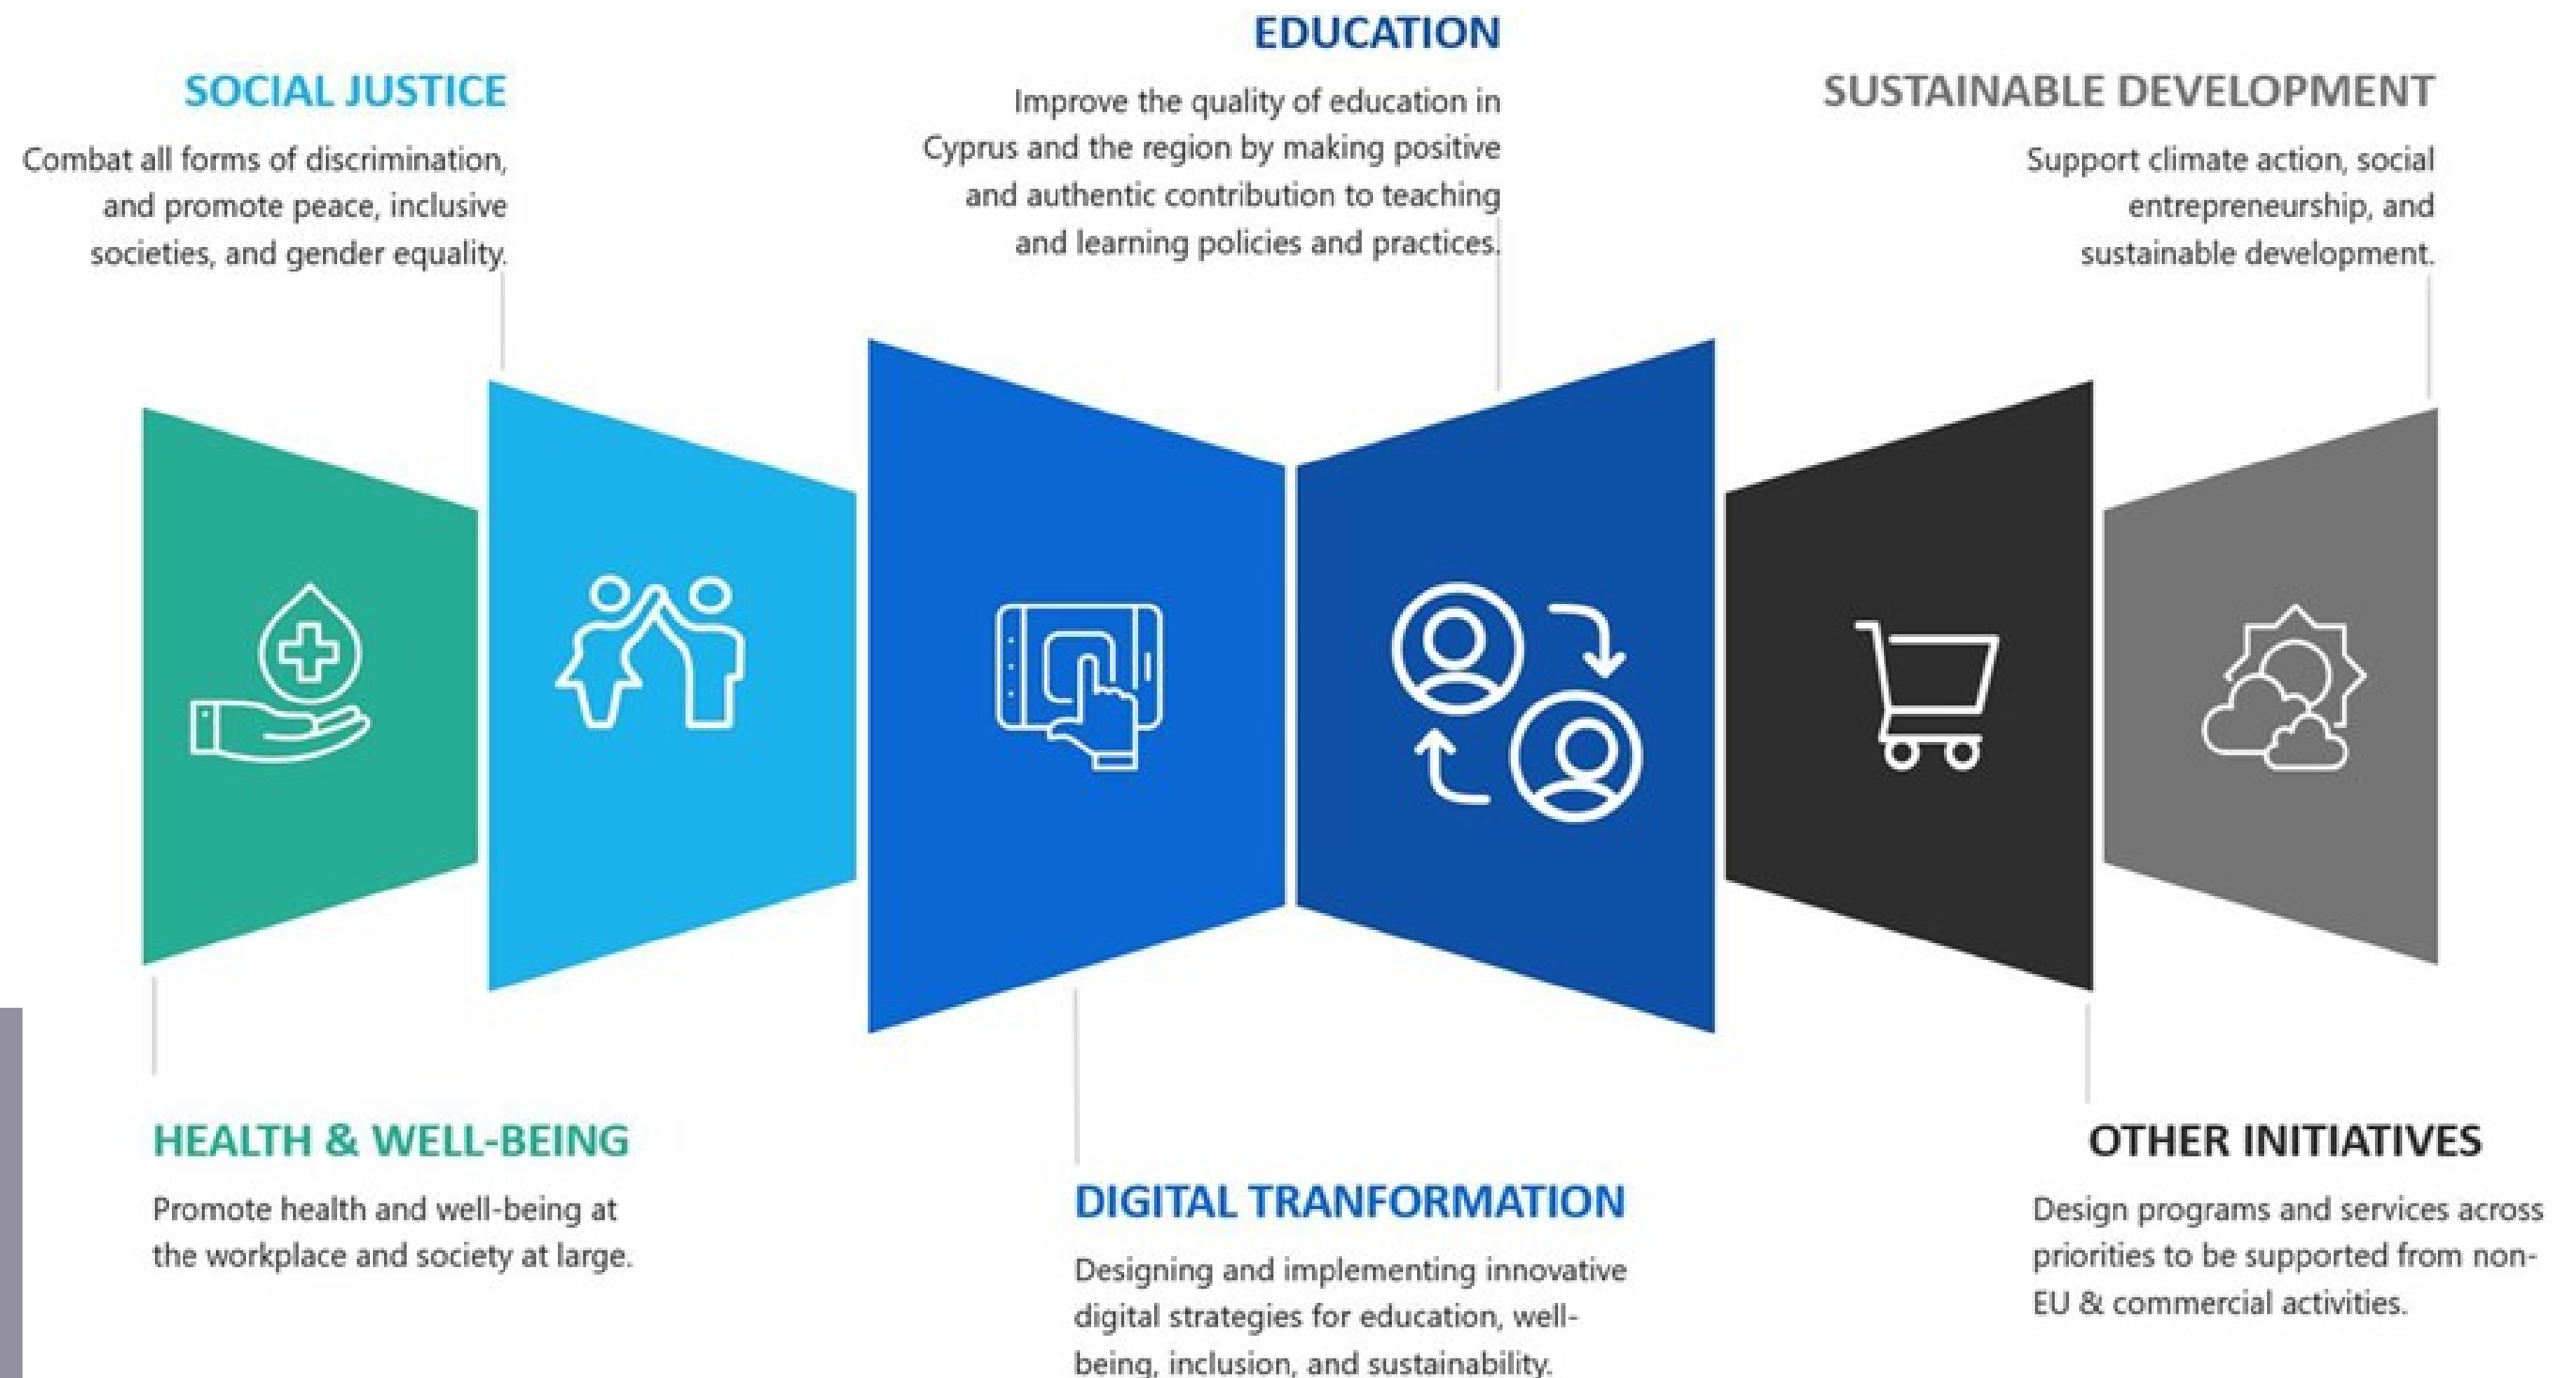 SOCIAL JUSTICE
Combat all forms of discrimination,
and promote peace, inclusive
societies, and gender equality.
EDUCATION
Improve the quality of education in
Cyprus and the region by making positive
and authentic contribution to teaching
and learning policies and practices.
SUSTAINABLE DEVELOPMENT
Support climate action, social
entrepreneurship, and
sustainable development.
HEALTH & WELL-BEING
Promote health and well-being at
the workplace and society at large.
DIGITAL TRANFORMATION
Designing and implementing innovative
digital strategies for education, well-
being, inclusion, and sustainability.
OTHER INITIATIVES
Design programs and services across
priorities to be supported from non-
EU & commercial activities.